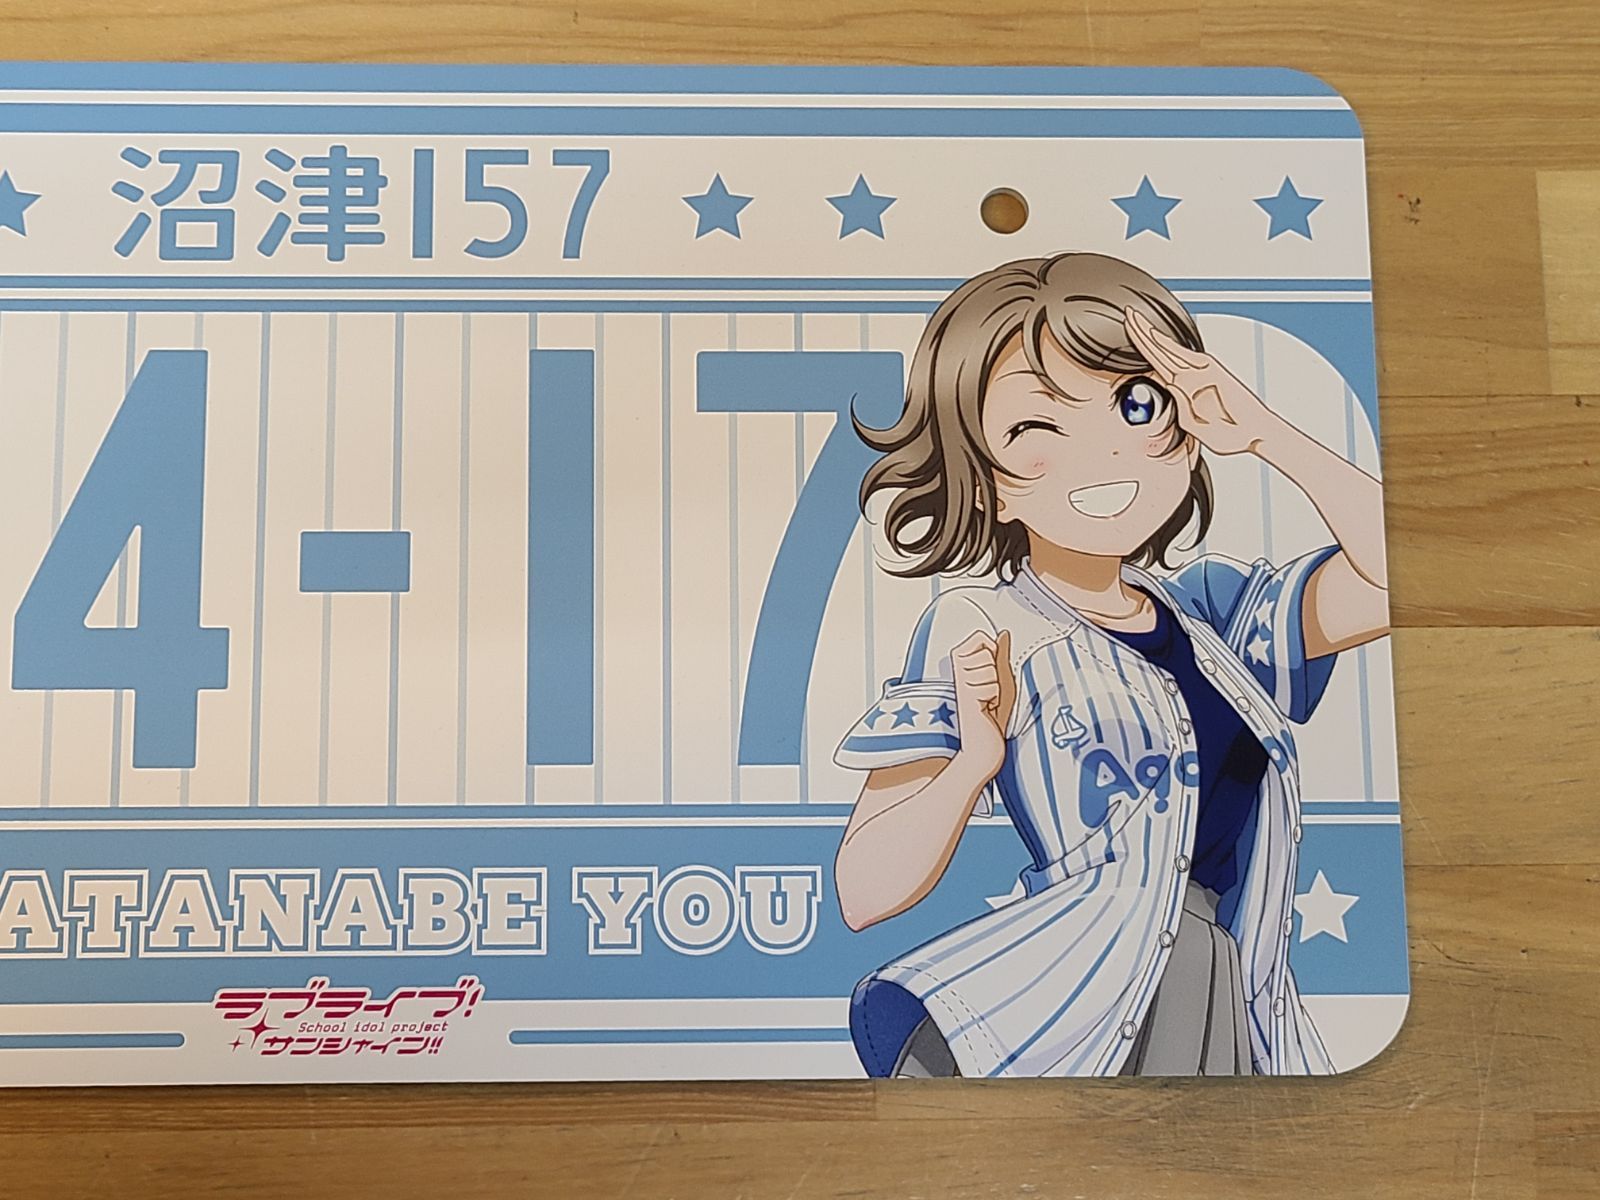 沼津157
4-17
ATANABE YOU
ラブライブ!
School idol project
サンシャイン!!
Aqo